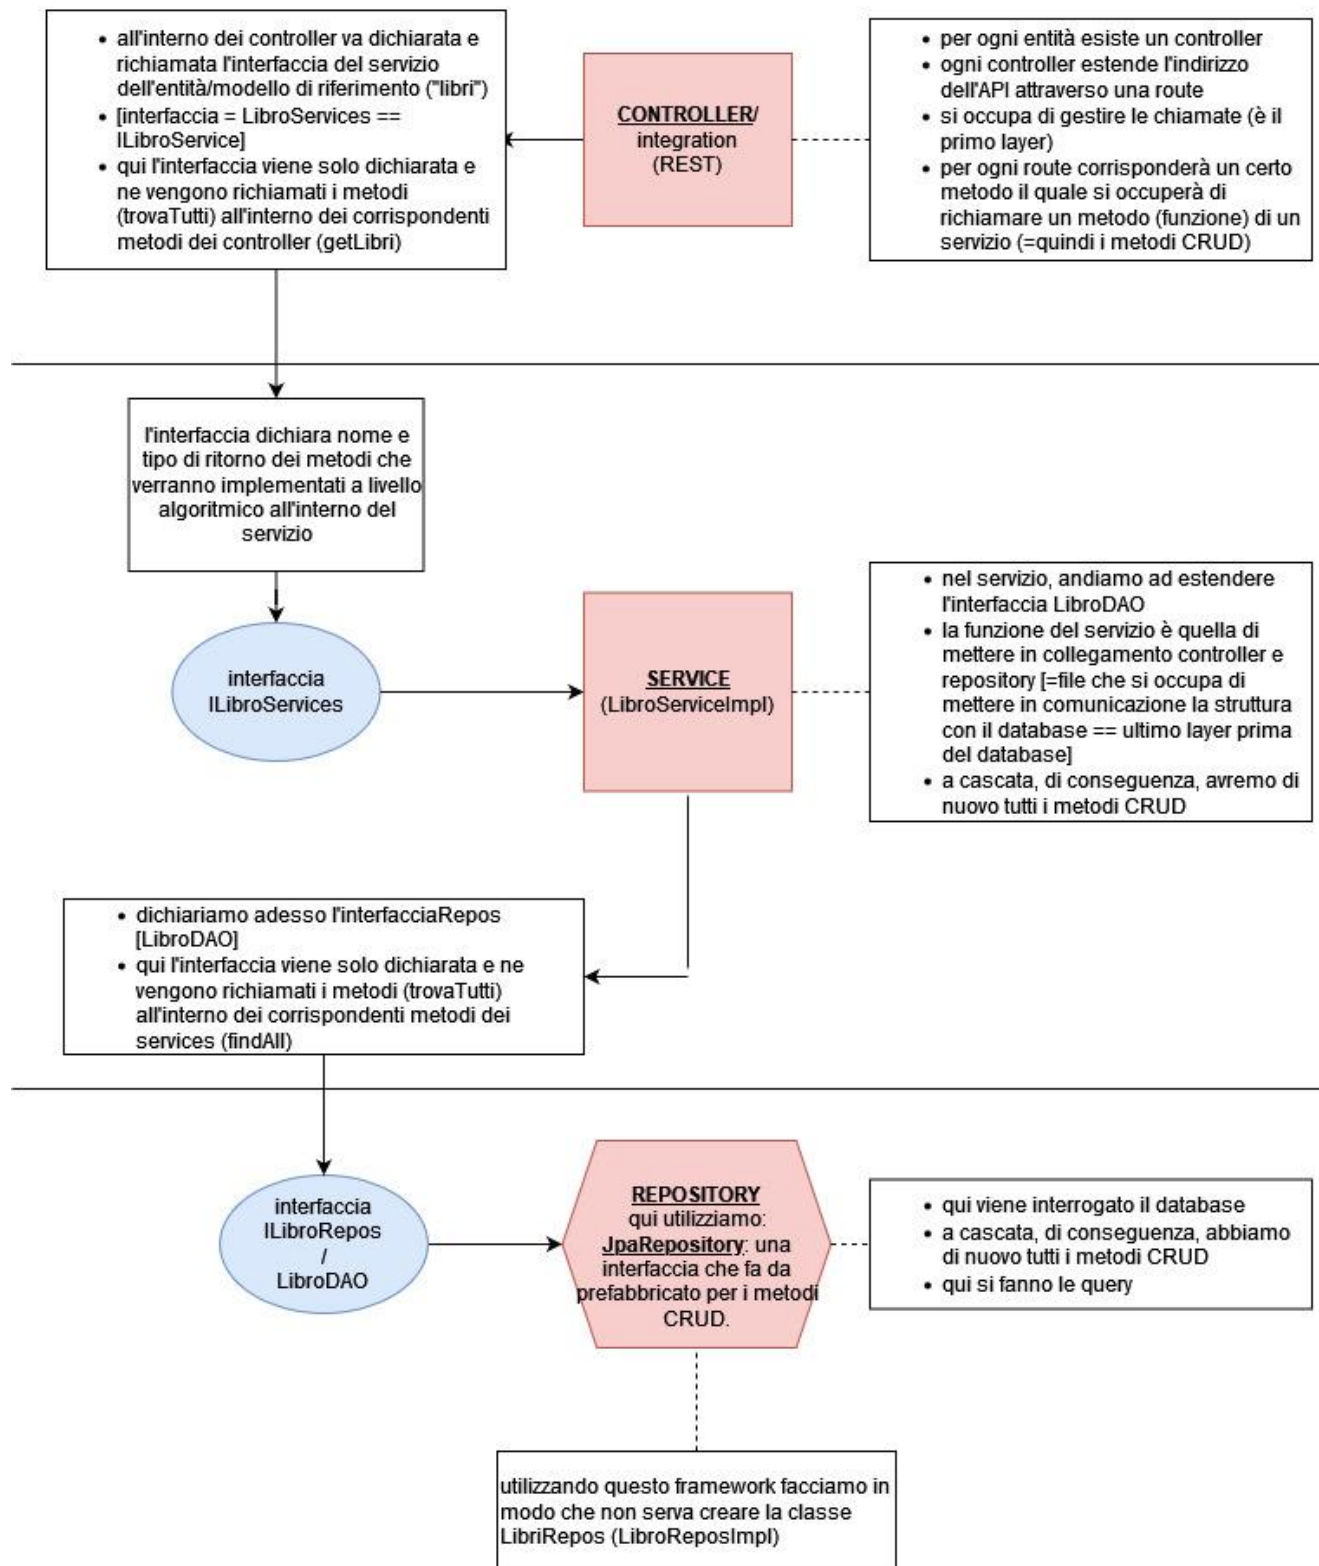 all'interno dei controller va dichiarata e
richiamata l'interfaccia del servizio
dell'entità/modello di riferimento ("libri")
[interfaccia = LibroServices ==
ILibroService]
qui l'interfaccia viene solo dichiarata e
ne vengono richiamati i metodi
(trovaTutti) all'interno dei corrispondenti
metodi dei controller (getLibri)
CONTROLLER/
integration
(REST)
per ogni entità esiste un controller
ogni controller estende l'indirizzo
dell'API attraverso una route
si occupa di gestire le chiamate (è il
primo layer)
per ogni route corrisponderà un certo
metodo il quale si occuperà di
richiamare un metodo (funzione) di un
servizio (=quindi i metodi CRUD)
l'interfaccia dichiara nome e
tipo di ritorno dei metodi che
verranno implementati a livello
algoritmico all'interno del
servizio
interfaccia
ILibroServices
SERVICE
(LibroServiceImpl)
nel servizio, andiamo ad estendere
l'interfaccia LibroDAO
la funzione del servizio è quella di
mettere in collegamento controller e
repository [=file che si occupa di
mettere in comunicazione la struttura
con il database == ultimo layer prima
del database]
a cascata, di conseguenza, avremo di
nuovo tutti i metodi CRUD
dichiariamo adesso l'interfacciaRepos
[LibroDAO]
qui l'interfaccia viene solo dichiarata e ne
vengono richiamati i metodi (trovaTutti)
all'interno dei corrispondenti metodi dei
services (findAll)
interfaccia
ILibroRepos
/
LibroDAO
REPOSITORY
qui utilizziamo:
JpaRepository: una
interfaccia che fa da
prefabbricato per i metodi
CRUD.
qui viene interrogato il database
a cascata, di conseguenza, abbiamo
di nuovo tutti i metodi CRUD
qui si fanno le query
utilizzando questo framework facciamo in
modo che non serva creare la classe
LibriRepos (LibroReposImpl)